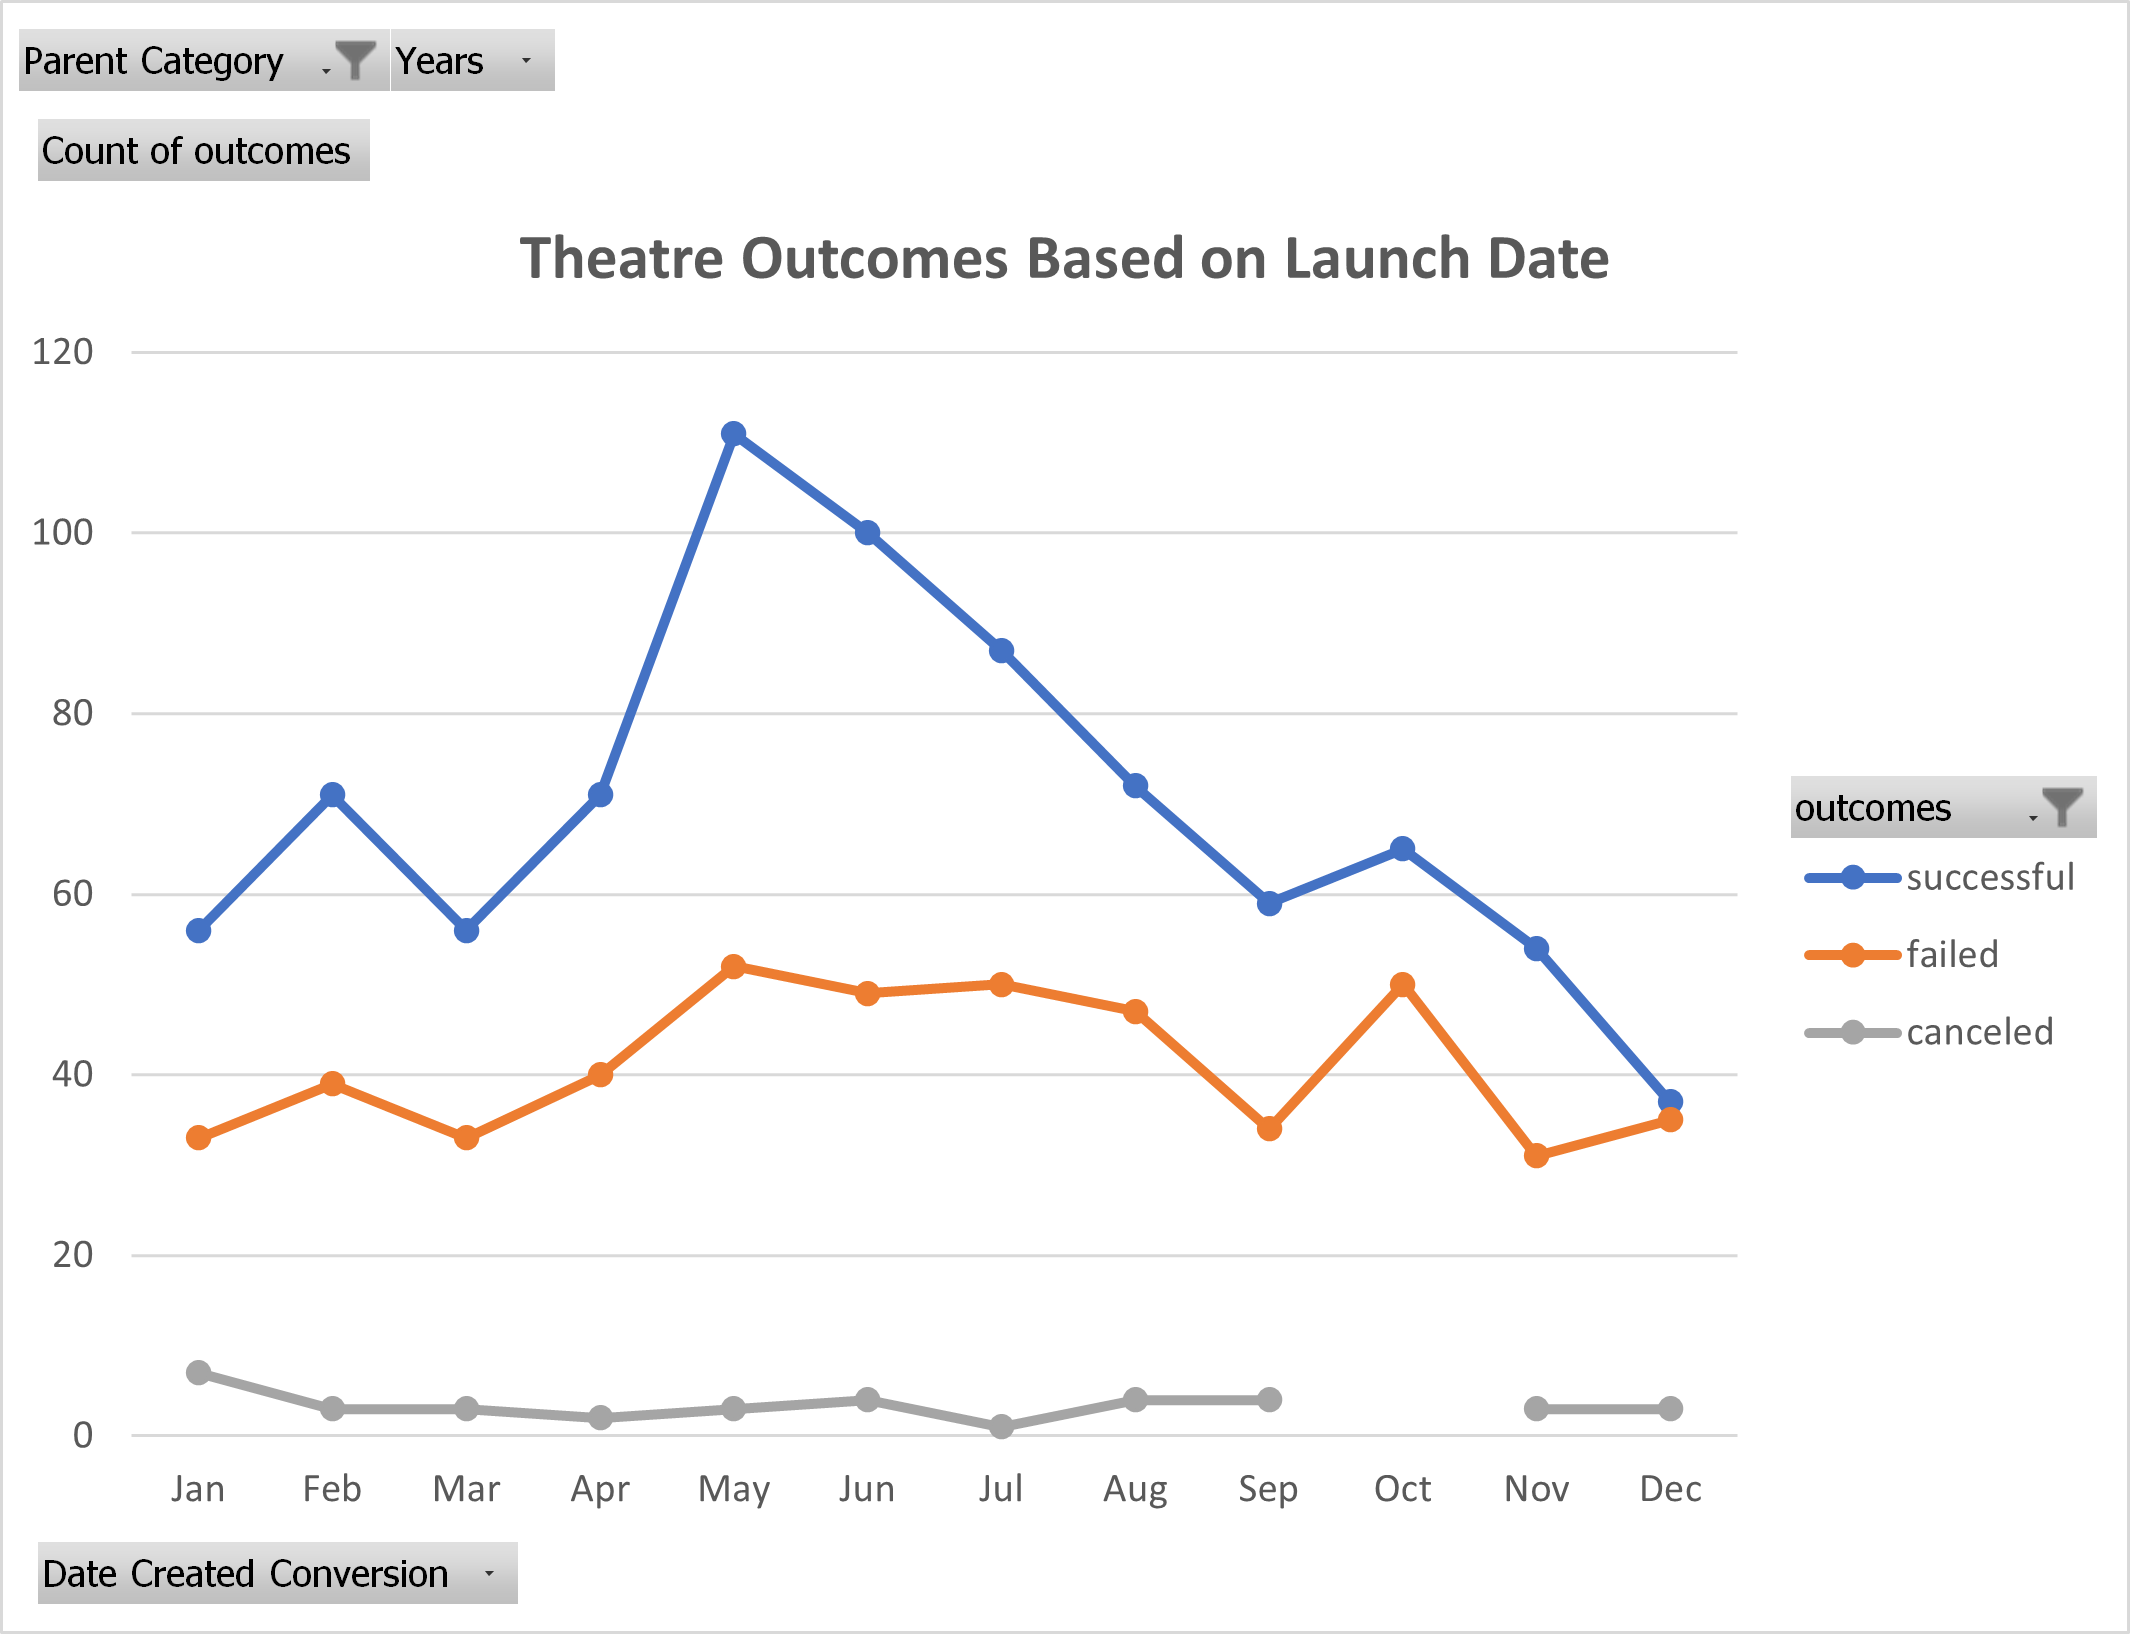 Parent Category Years
Count of outcomes
Theatre Outcomes Based on Launch Date
120
100
80
60
40
20
0
Jan Feb Mar Apr May Jun Jul Aug Sep Oct Nov Dec
outcomes
successful
failed
canceled
Date Created Conversion